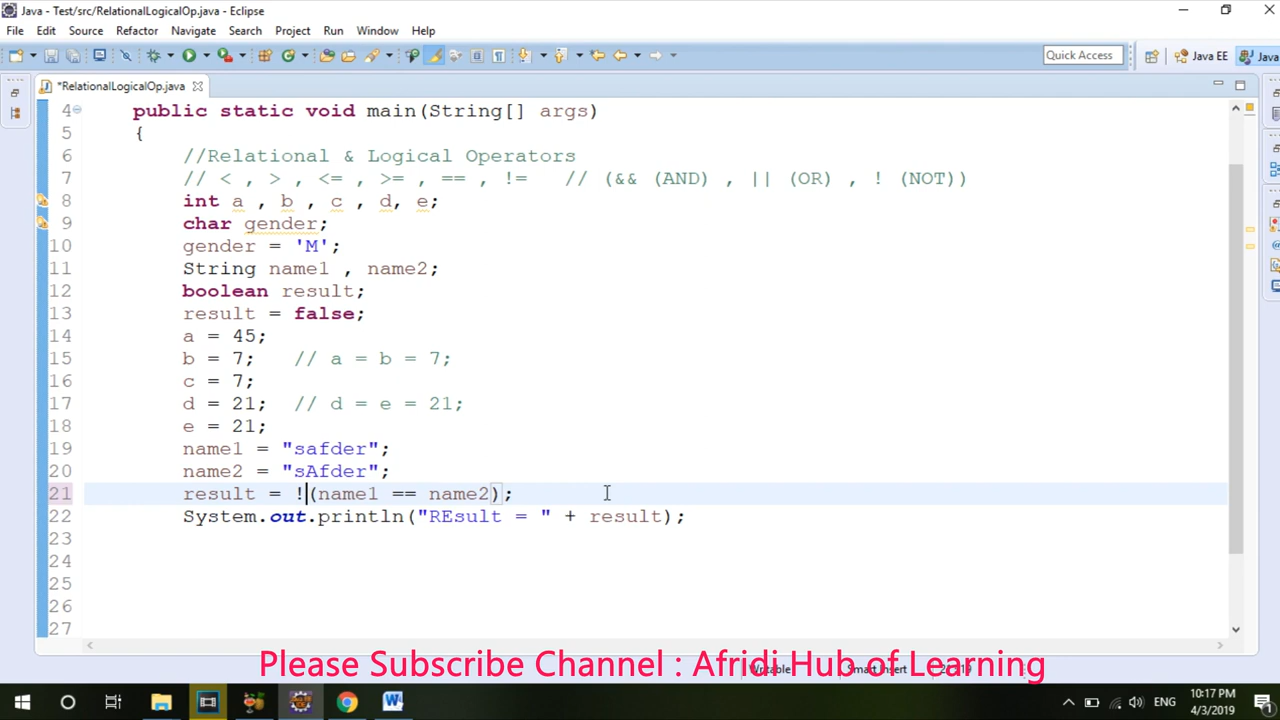 Java - Test/src/RelationalLogicalOp.java - Eclipse
File Edit Source Refactor Navigate Search Project Run Window Help
Quick Access Java EE Java
*RelationalLogicalOp.java
4 public static void main(String[] args)
5 {
6 //Relational & Logical Operators
7 // < , > , <= , >= , == , != // (&& (AND) , || (OR) , ! (NOT))
8 int a , b , c , d, e;
9 char gender;
10 gender = 'M';
11 String name1 , name2;
12 boolean result;
13 result = false;
14 a = 45;
15 b = 7; // a = b = 7;
16 c = 7;
17 d = 21; // d = e = 21;
18 e = 21;
19 name1 = "safder";
20 name2 = "sAfder";
21 result = !(name1 == name2);
22 System.out.println("REsult = " + result);
23
24
25
26
27
Please Subscribe Channel : Afridi Hub of Learning
ENG
10:17 PM
4/3/2019